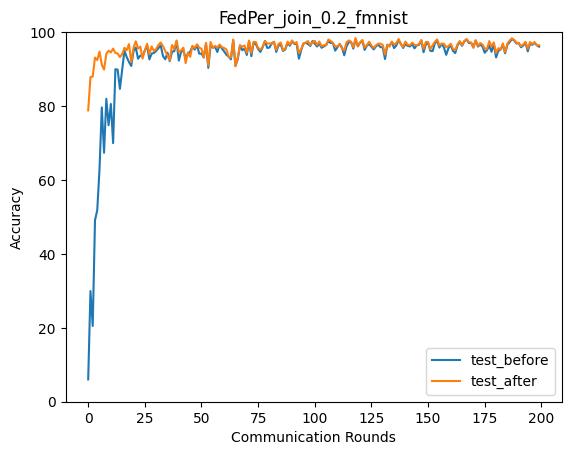 FedPer_join_0.2_fmnist
Accuracy
100
80
60
40
20
0
0 25 50 75 100 125 150 175 200
Communication Rounds
test_before
test_after